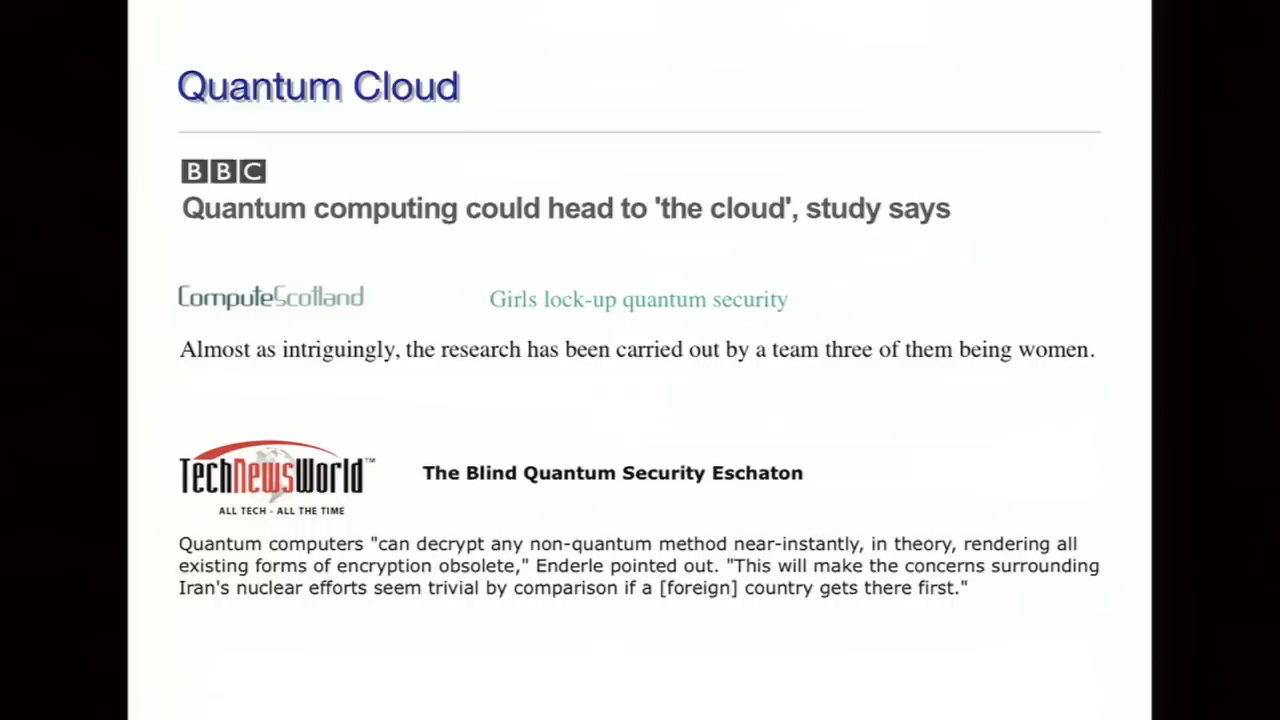 Quantum Cloud
BBC
Quantum computing could head to 'the cloud', study says
ComputeScotland
Girls lock-up quantum security
Almost as intriguingly, the research has been carried out by a team three of them being women.
TechNewsWorld™
The Blind Quantum Security Eschaton
ALL TECH - ALL THE TIME
Quantum computers "can decrypt any non-quantum method near-instantly, in theory, rendering all
existing forms of encryption obsolete," Enderle pointed out. "This will make the concerns surrounding
Iran's nuclear efforts seem trivial by comparison if a [foreign] country gets there first."